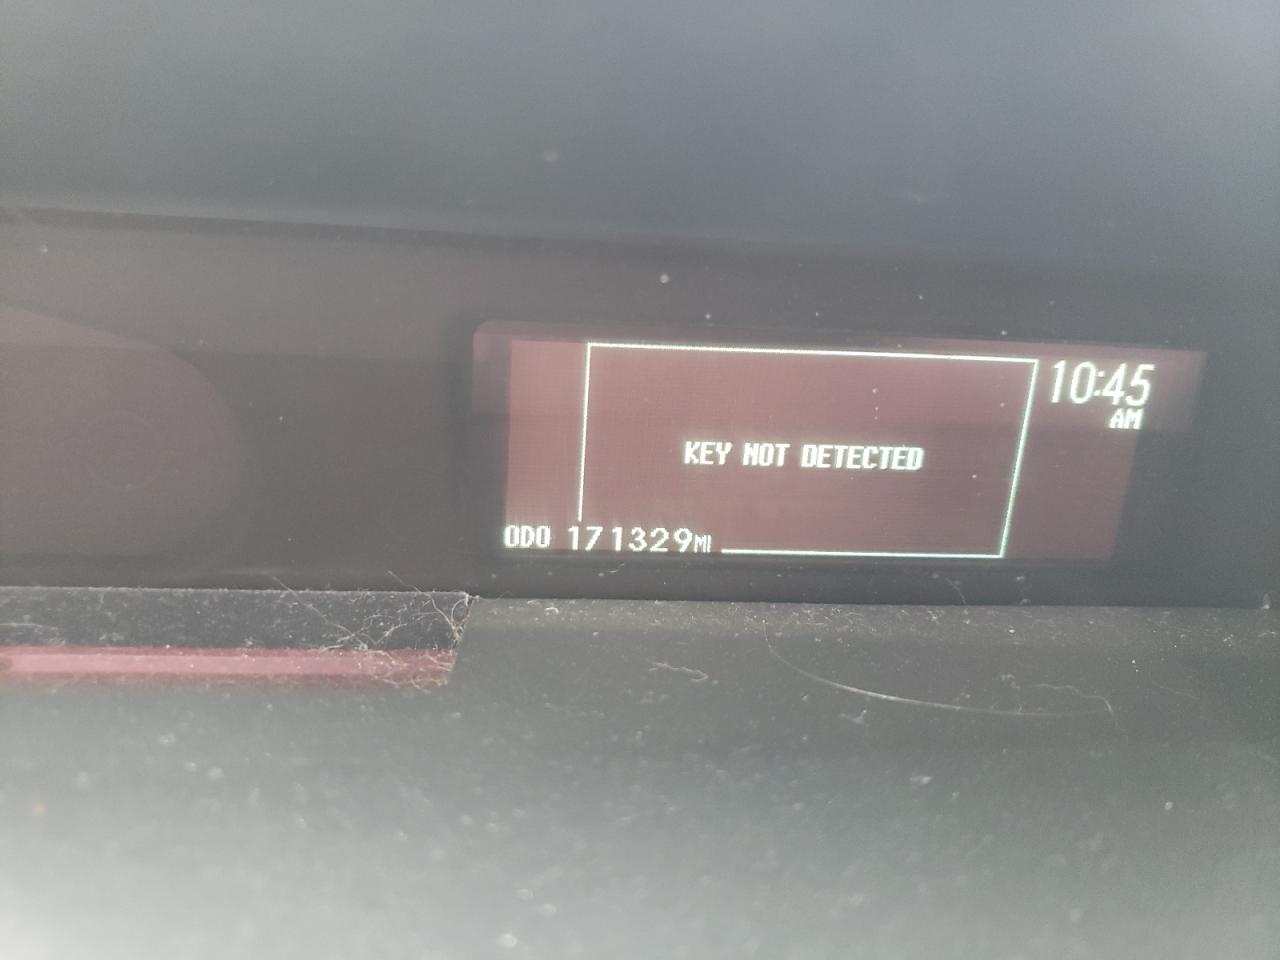 10:45
AM
KEY NOT DETECTED
ODO 171329MI